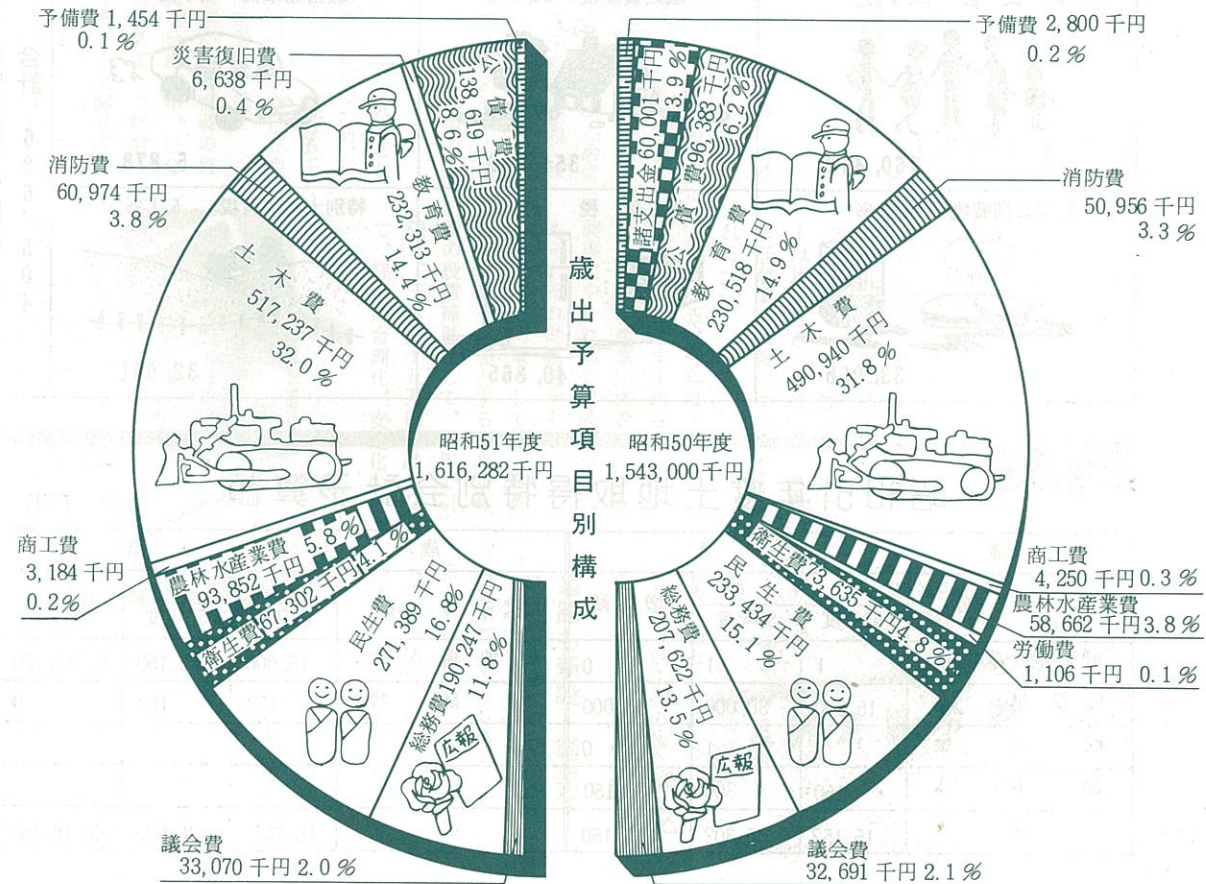 歳出予算項目別構成
昭和51年度
1,616,282千円
予備費 1,454 千円
0.1 %
公債費
138,619 千円
8.6 %
災害復旧費
6,638 千円
0.4 %
教育費
232,313 千円
14.4 %
消防費
60,974 千円
3.8 %
土木費
517,237 千円
32.0 %
商工費
3,184 千円
0.2 %
農林水産業費 5.8 %
93,852 千円
衛生費 67,302 千円 4.1 %
民生費
271,389 千円
16.8%
総務費 190,247 千円
11.8 %
広報
議会費
33,070 千円 2.0 %
昭和50年度
1,543,000千円
予備費 2,800 千円
0.2 %
諸支出金 60,001 千円 3.9 %
公債費 96,383 千円 6.2 %
教育費
230,518 千円
14.9 %
消防費
50,956 千円
3.3 %
土木費
490,940 千円
31.8 %
商工費
4,250 千円 0.3 %
農林水産業費
58,662 千円 3.8 %
労働費
1,106 千円 0.1 %
衛生費 73,635 千円 4.8 %
民生費
233,434 千円
15.1 %
総務費
207,622 千円
13.5 %
広報
議会費
32,691 千円 2.1 %